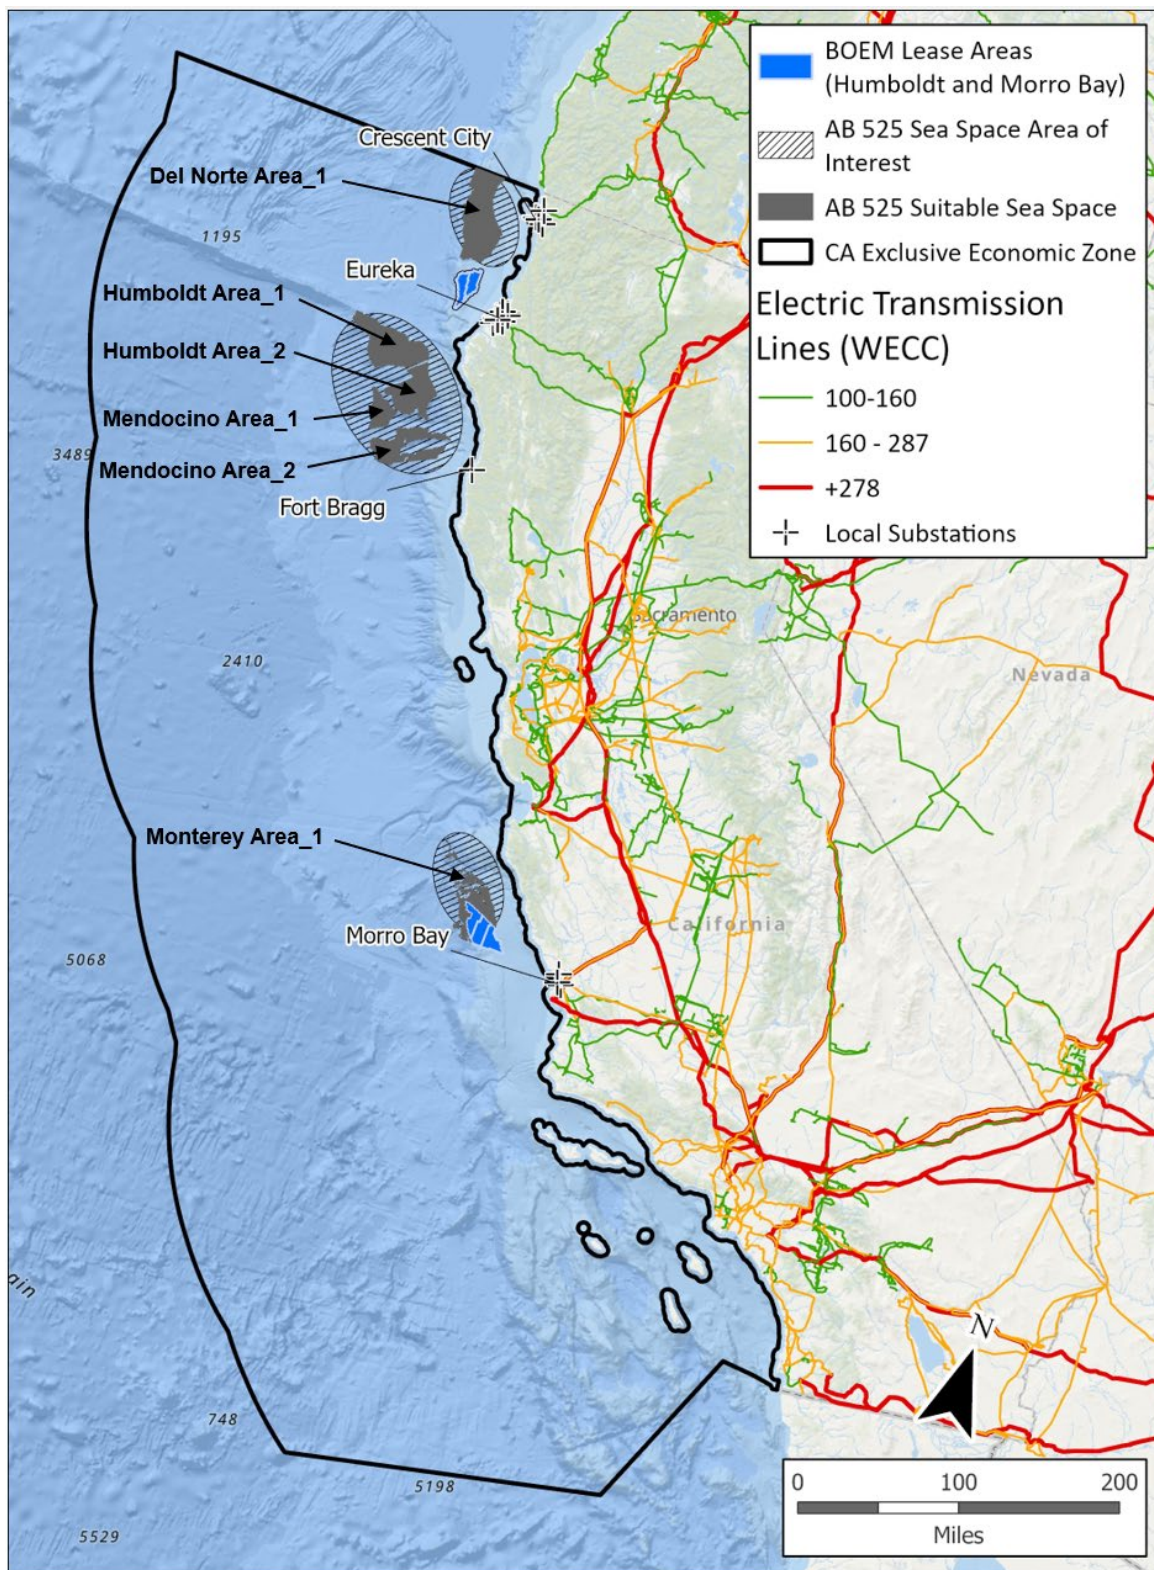 BOEM Lease Areas
(Humboldt and Morro Bay)
AB 525 Sea Space Area of
Interest
AB 525 Suitable Sea Space
CA Exclusive Economic Zone
Electric Transmission
Lines (WECC)
100-160
160 - 287
+278
Local Substations
Crescent City
Del Norte Area_1
1195
Eureka
Humboldt Area_1
Humboldt Area_2
Mendocino Area_1
3489
Mendocino Area_2
Fort Bragg
Sacramento
2410
Nevada
Monterey Area_1
California
Morro Bay
5068
ain
N
748
5198
5529
0 100 200
Miles